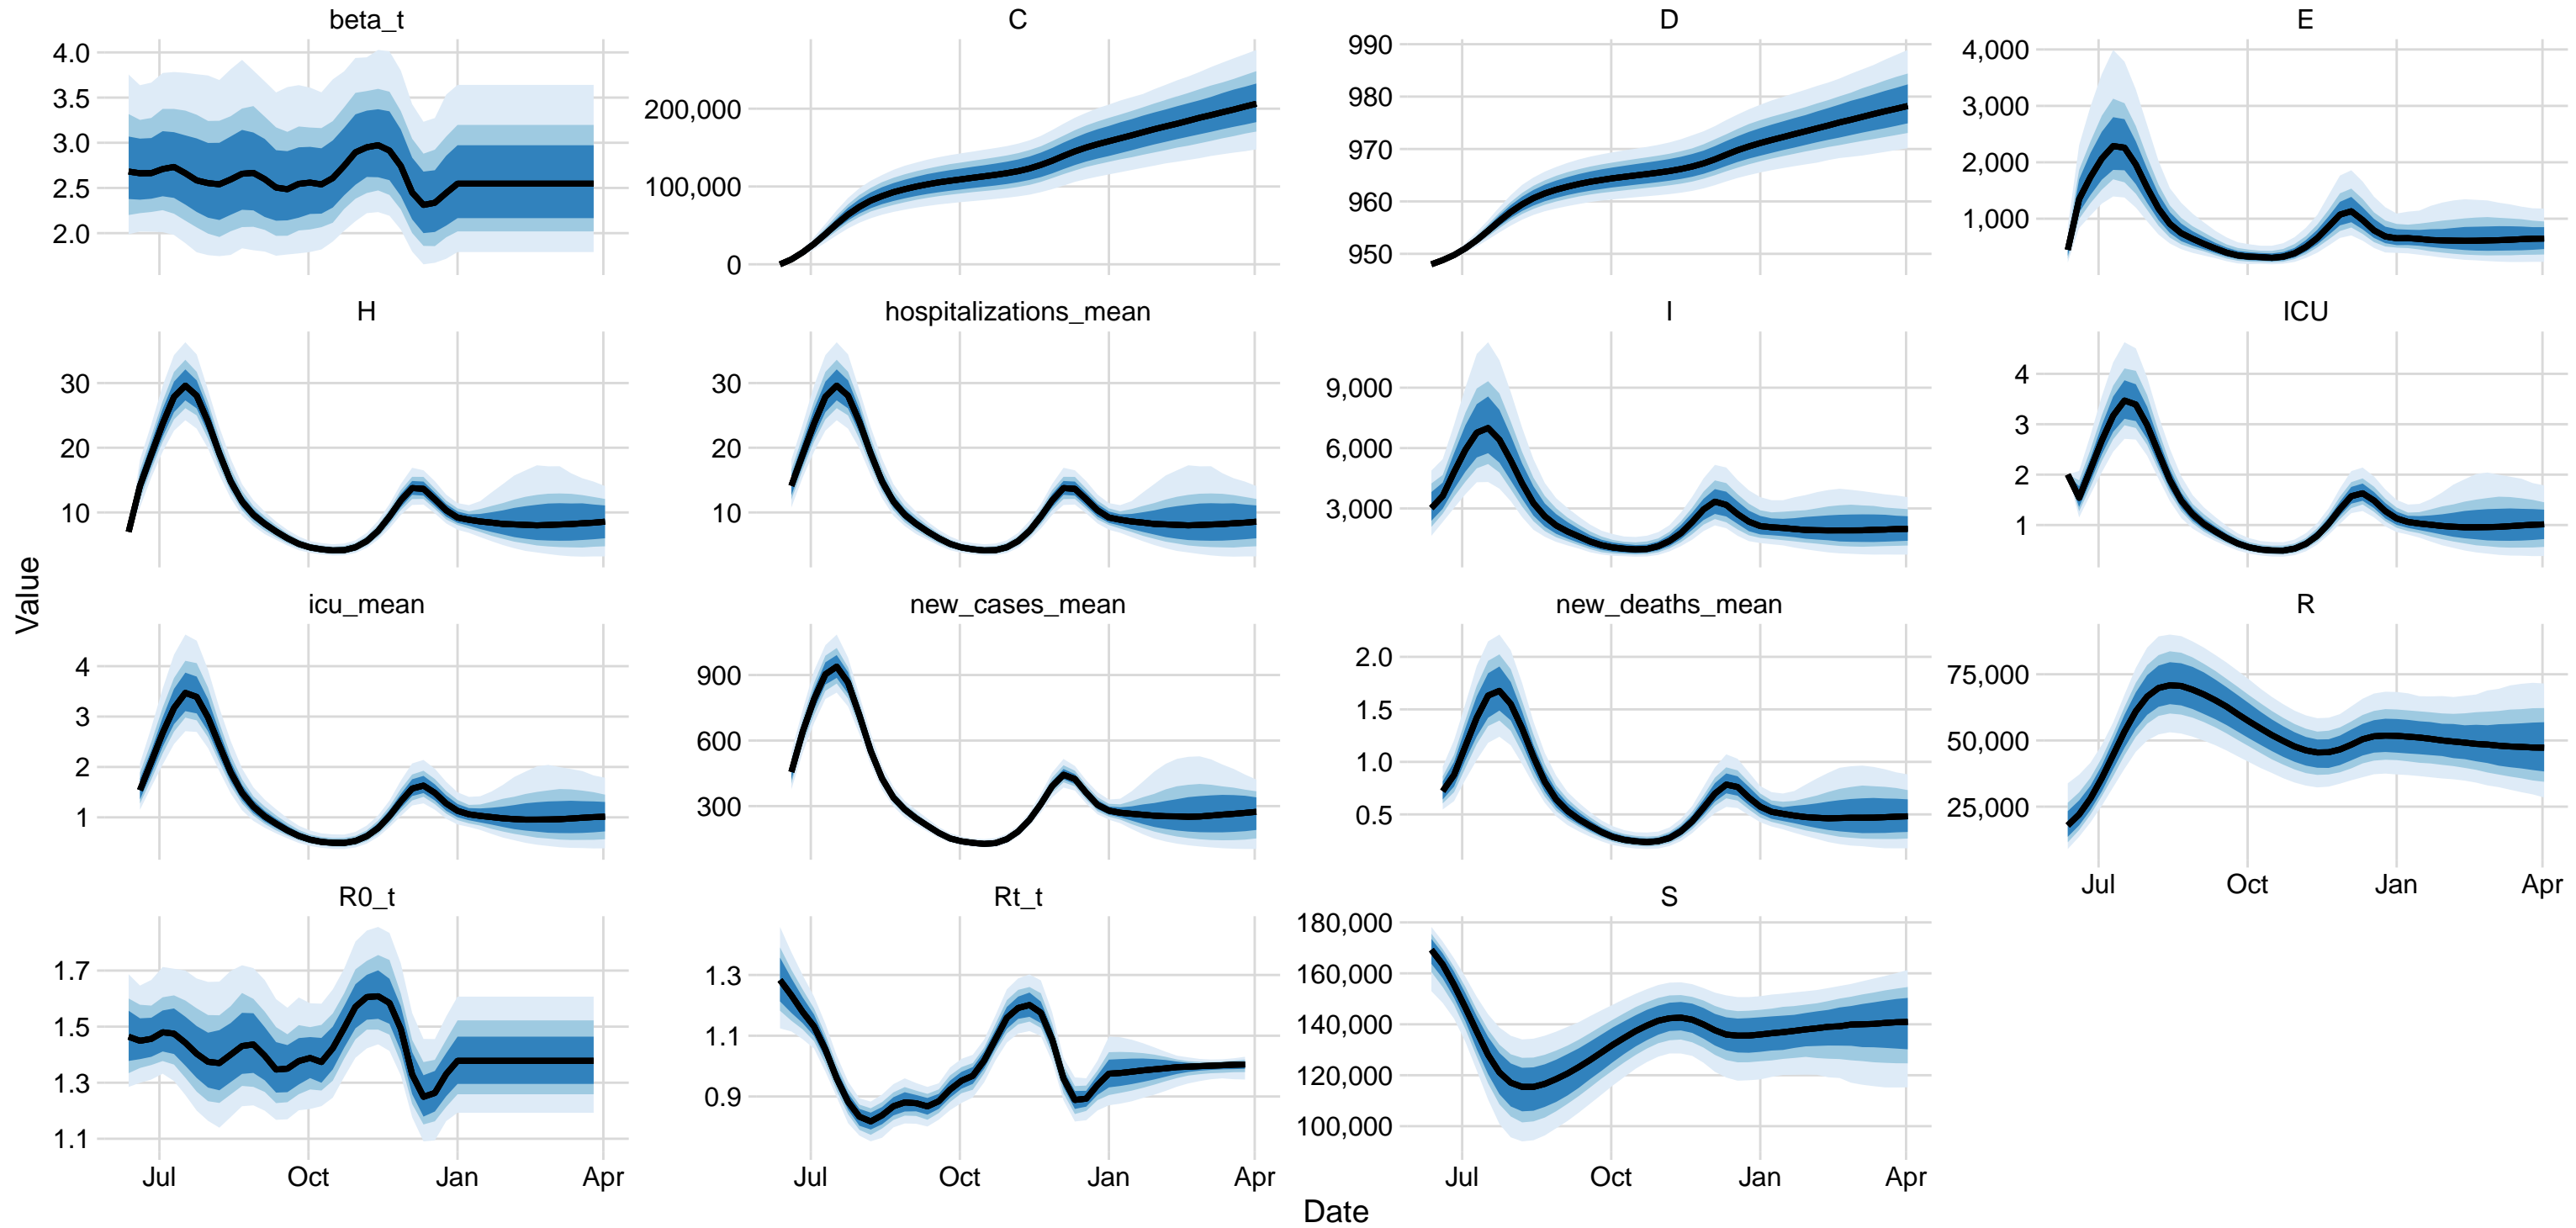 beta_t
C
D
E
4.0
3.5
3.0
2.5
2.0
200,000
100,000
0
990
980
970
960
950
4,000
3,000
2,000
1,000
H
hospitalizations_mean
I
ICU
30
20
10
30
20
10
9,000
6,000
3,000
4
3
2
1
Value
icu_mean
new_cases_mean
new_deaths_mean
R
4
3
2
1
900
600
300
2.0
1.5
1.0
0.5
75,000
50,000
25,000
Jul Oct Jan Apr
R0_t
Rt_t
S
1.7
1.5
1.3
1.1
1.3
1.1
0.9
180,000
160,000
140,000
120,000
100,000
Jul Oct Jan Apr
Jul Oct Jan Apr
Jul Oct Jan Apr
Date